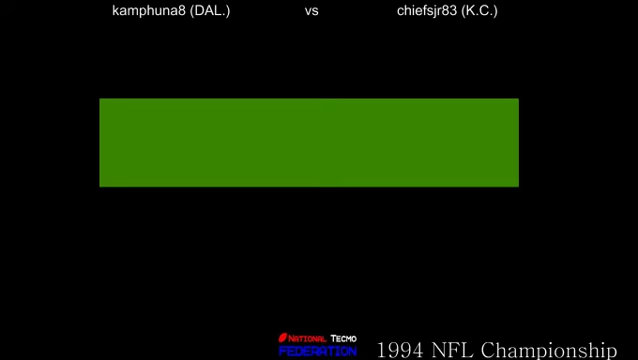 kamphuna8 (DAL.) vs chiefsjr83 (K.C.)
NATIONAL TECMO
FEDERATION
1994 NFL Championship